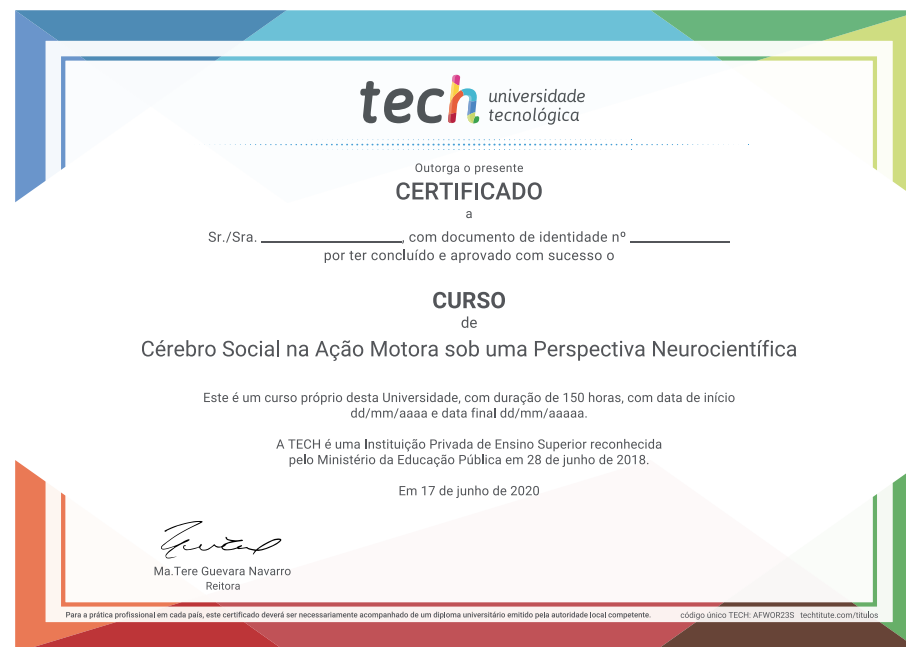 tech universidade
tecnológica
Outorga o presente
CERTIFICADO
a
Sr./Sra. ____________, com documento de identidade nº ____________
por ter concluído e aprovado com sucesso o
CURSO
de
Cérebro Social na Ação Motora sob uma Perspectiva Neurocientífica
Este é um curso próprio desta Universidade, com duração de 150 horas, com data de início
dd/mm/aaaa e data final dd/mm/aaaaa.
A TECH é uma Instituição Privada de Ensino Superior reconhecida
pelo Ministério da Educação Pública em 28 de junho de 2018.
Em 17 de junho de 2020
Ma.Tere Guevara Navarro
Reitora
Para a prática profissional em cada país, este certificado deverá ser necessariamente acompanhado de um diploma universitário emitido pela autoridade local competente. código único TECH: AFWOR23S techtitute.com/titulos